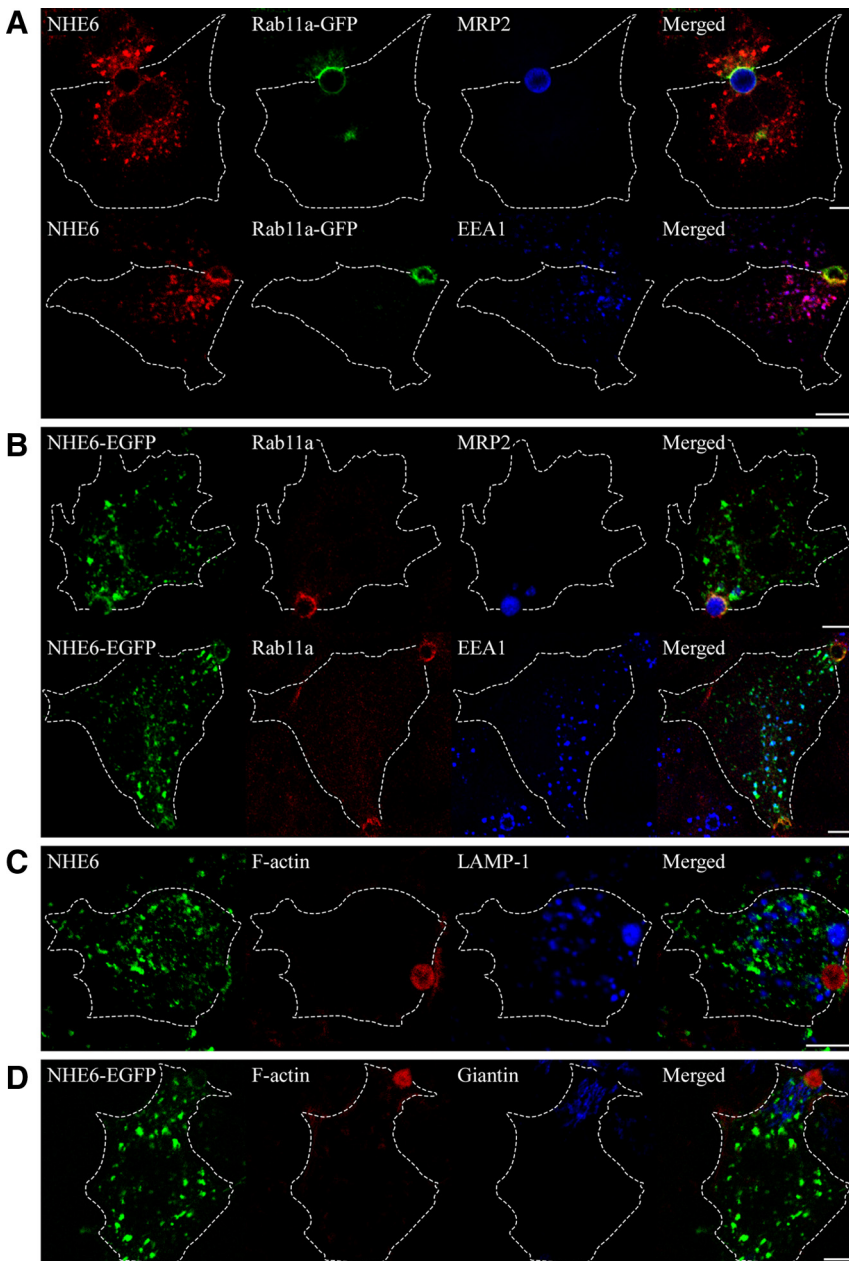 A
NHE6 Rab11a-GFP MRP2 Merged
NHE6 Rab11a-GFP EEA1 Merged
B
NHE6-EGFP Rab11a MRP2 Merged
NHE6-EGFP Rab11a EEA1 Merged
C
NHE6 F-actin LAMP-1 Merged
D
NHE6-EGFP F-actin Giantin Merged